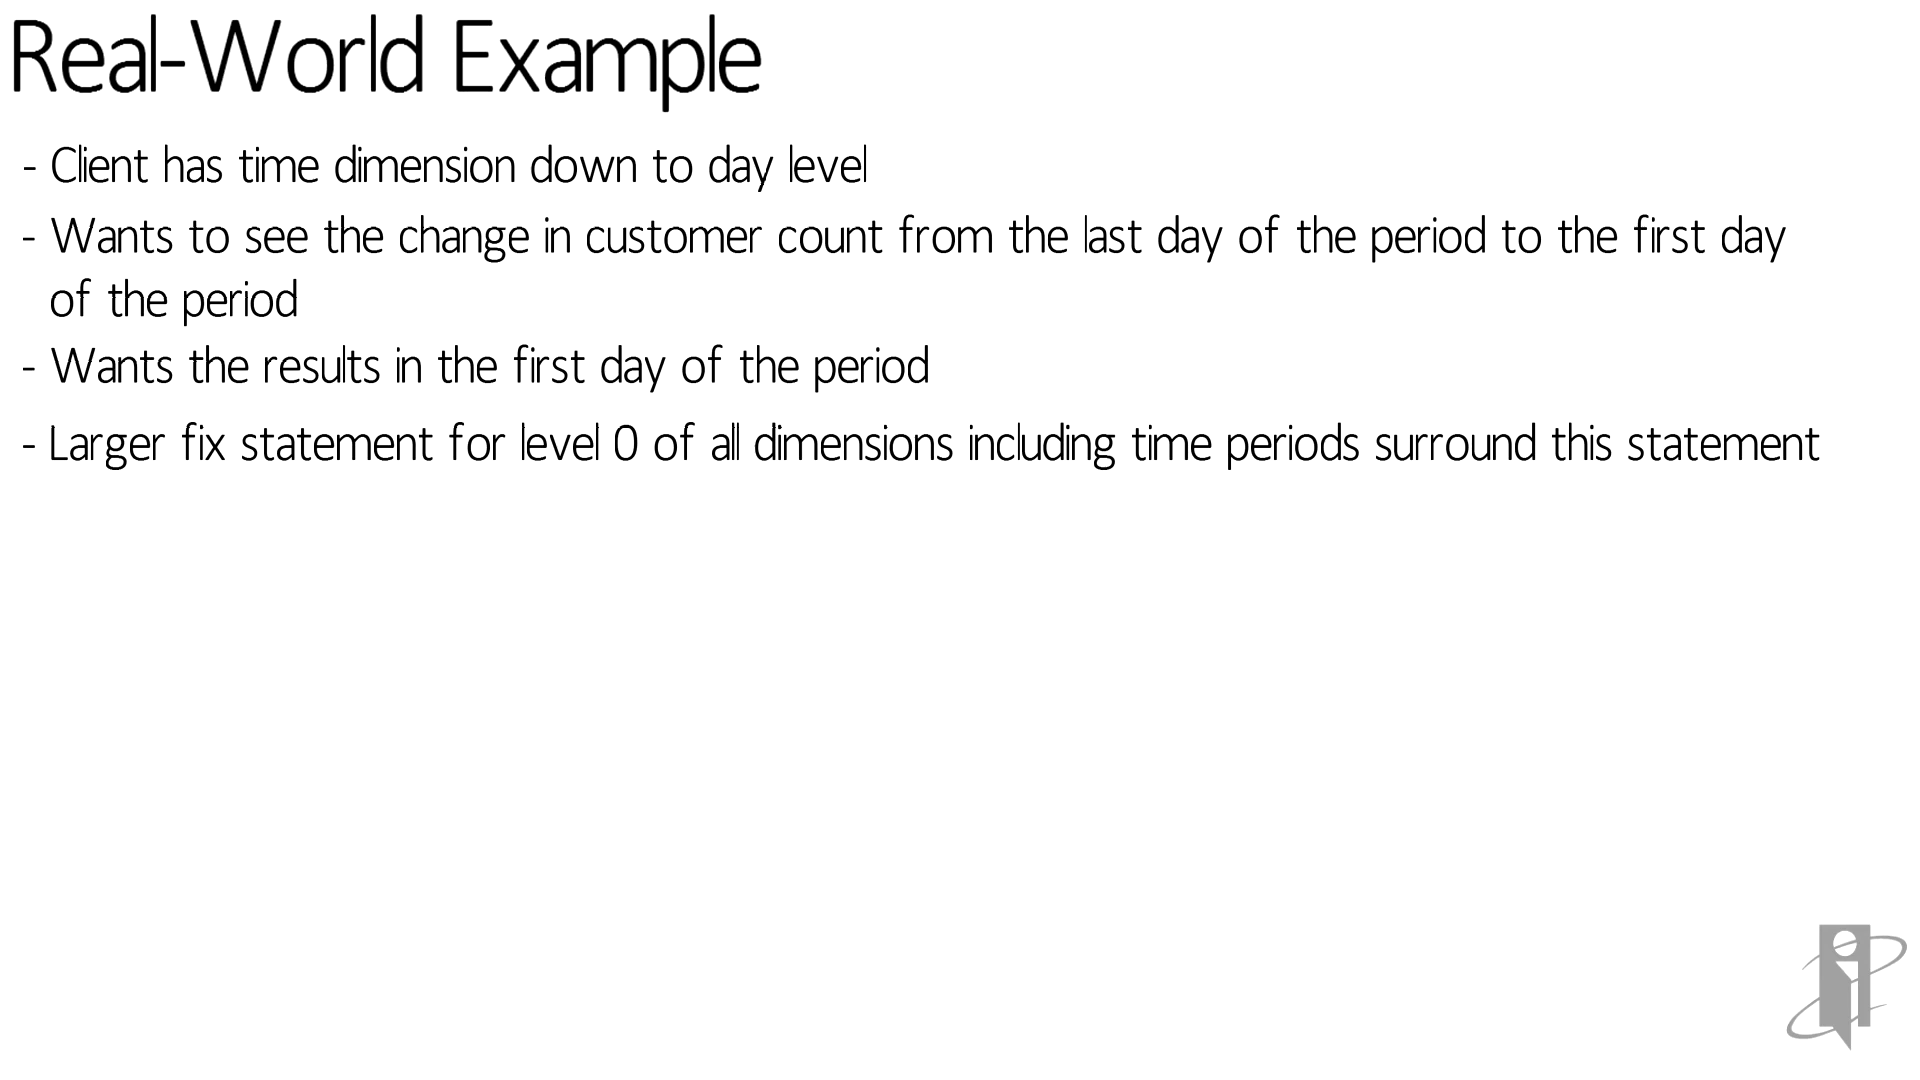 Real-World Example
- Client has time dimension down to day level
- Wants to see the change in customer count from the last day of the period to the first day
of the period
- Wants the results in the first day of the period
- Larger fix statement for level 0 of all dimensions including time periods surround this statement